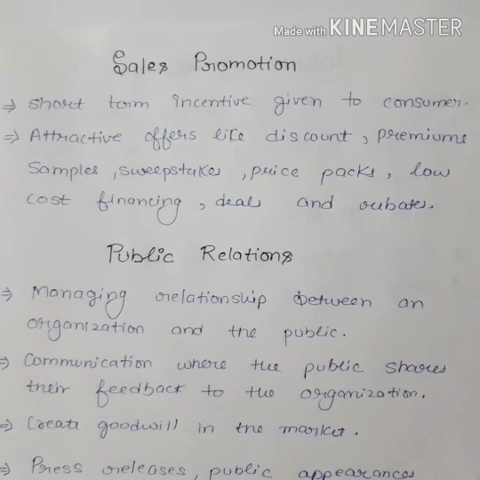 Made with KINEMASTER
Sales Promotion
⇒ Short term incentive given to consumer.
⇒ Attractive offers like discount, premiums
Samples, sweepstakes, price packs, low
cost financing, deals and rebates.
Public Relations
⇒ Managing relationship between an
organization and the public.
⇒ Communication where the public shares
their feedback to the organization.
⇒ Create goodwill in the market.
⇒ Press releases, public appearances